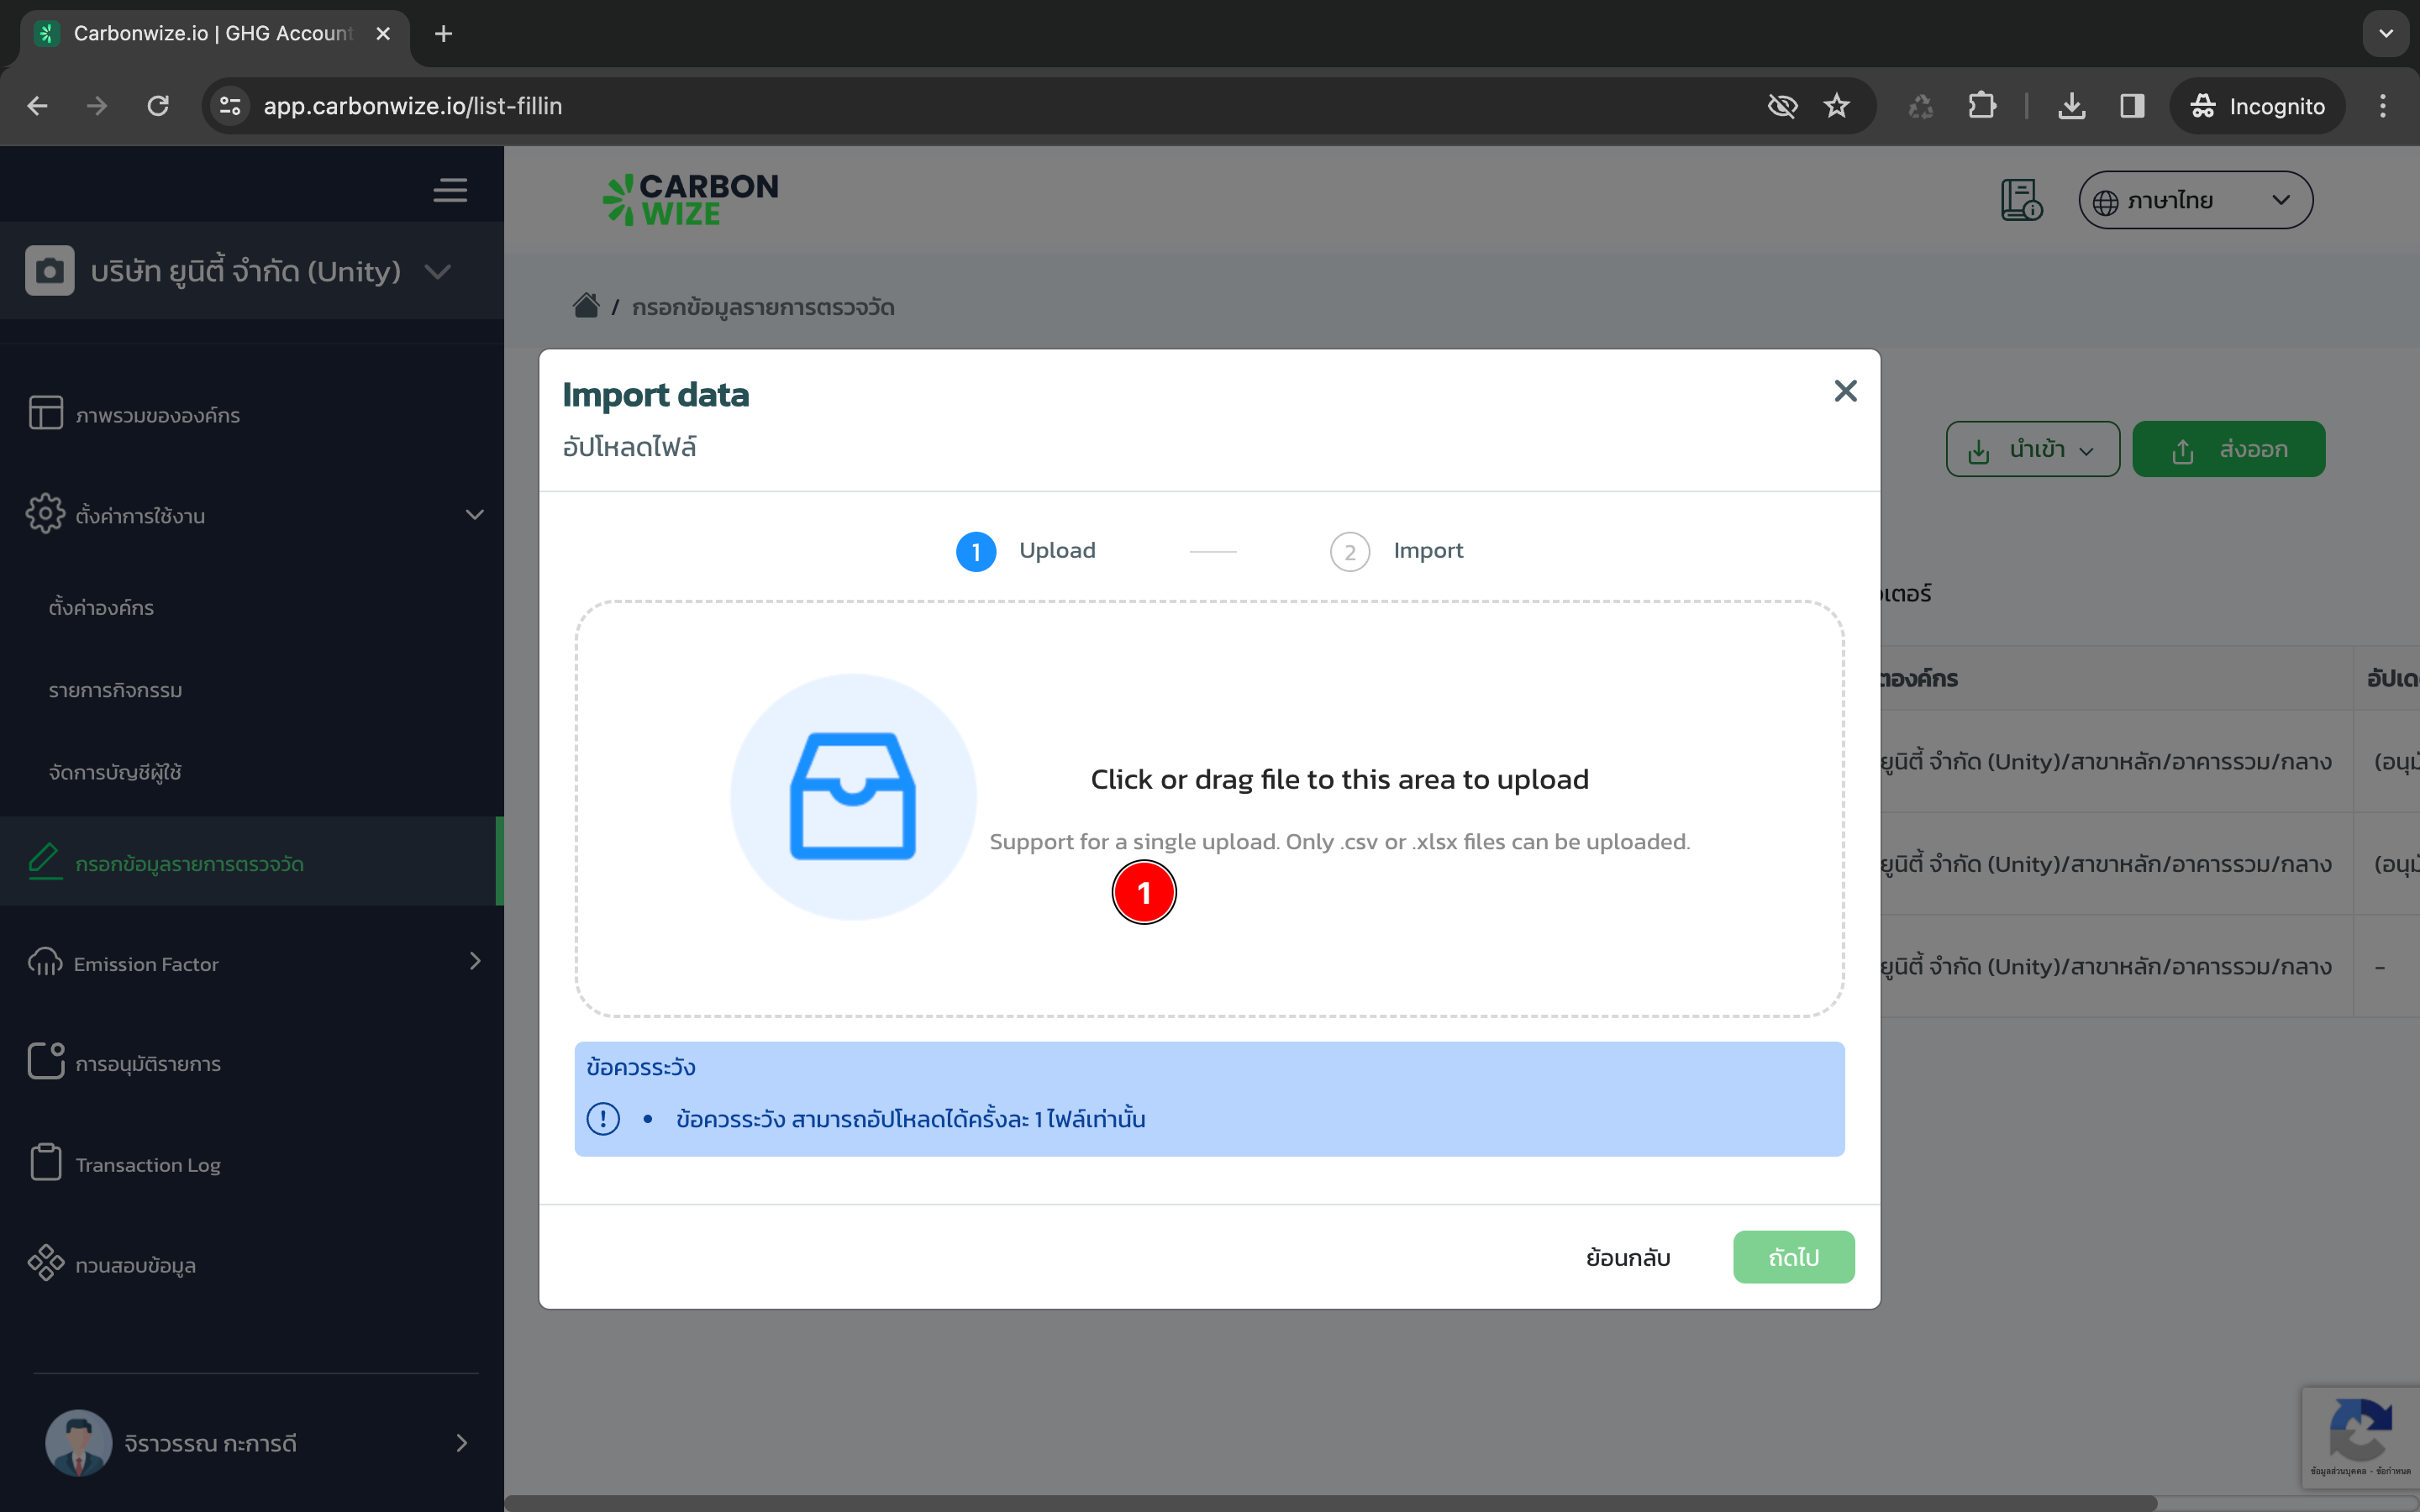 Carbonwize.io | GHG Account
app.carbonwize.io/list-fillin
Incognito
CARBON
WIZE
ภาษาไทย
บริษัท ยูนิตี้ จำกัด (Unity)
/ กรอกข้อมูลรายการตรวจวัด
ภาพรวมขององค์กร
ตั้งค่าการใช้งาน
ตั้งค่าองค์กร
รายการกิจกรรม
จัดการบัญชีผู้ใช้
กรอกข้อมูลรายการตรวจวัด
Emission Factor
การอนุมัติรายการ
Transaction Log
ทวนสอบข้อมูล
จิราวรรณ กะการดี
นำเข้า
ส่งออก
Import data
อัปโหลดไฟล์
1 Upload
2 Import
Click or drag file to this area to upload
Support for a single upload. Only .csv or .xlsx files can be uploaded.
1
ข้อควรระวัง
! • ข้อควรระวัง สามารถอัปโหลดได้ครั้งละ 1 ไฟล์เท่านั้น
ย้อนกลับ
ถัดไป
ยูนิตี้ จำกัด (Unity)/สาขาหลัก/อาคารรวม/กลาง
ยูนิตี้ จำกัด (Unity)/สาขาหลัก/อาคารรวม/กลาง
ยูนิตี้ จำกัด (Unity)/สาขาหลัก/อาคารรวม/กลาง -
ข้อมูลส่วนบุคคล - ข้อกำหนด